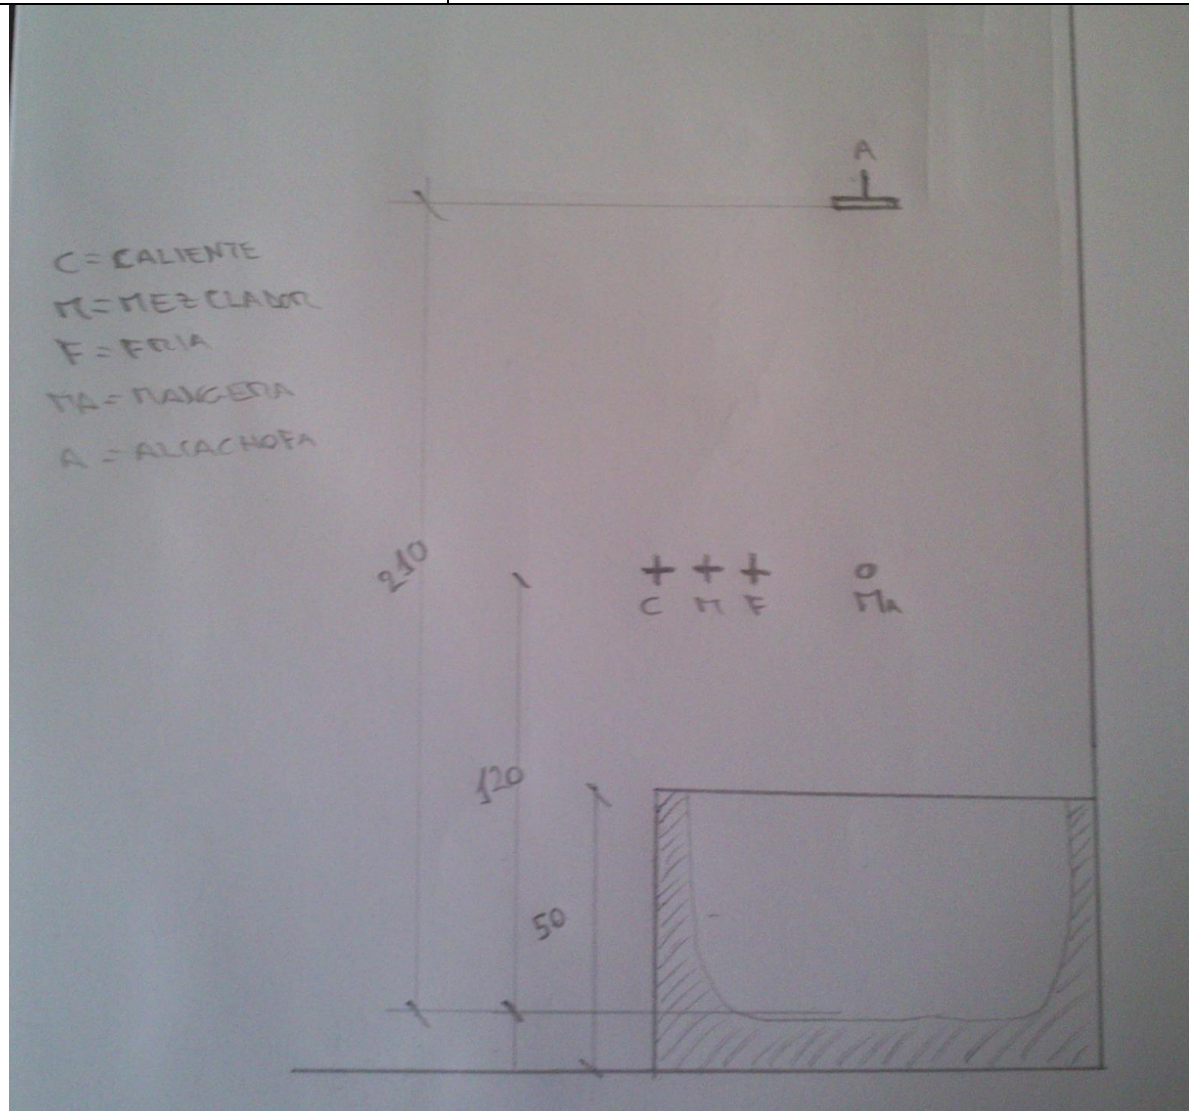 A
C = CALIENTE
M = MEZCLADOR
F = FRIA
MA = MANGERA
A = ALCACHOFA
210
C M F MA
120
50